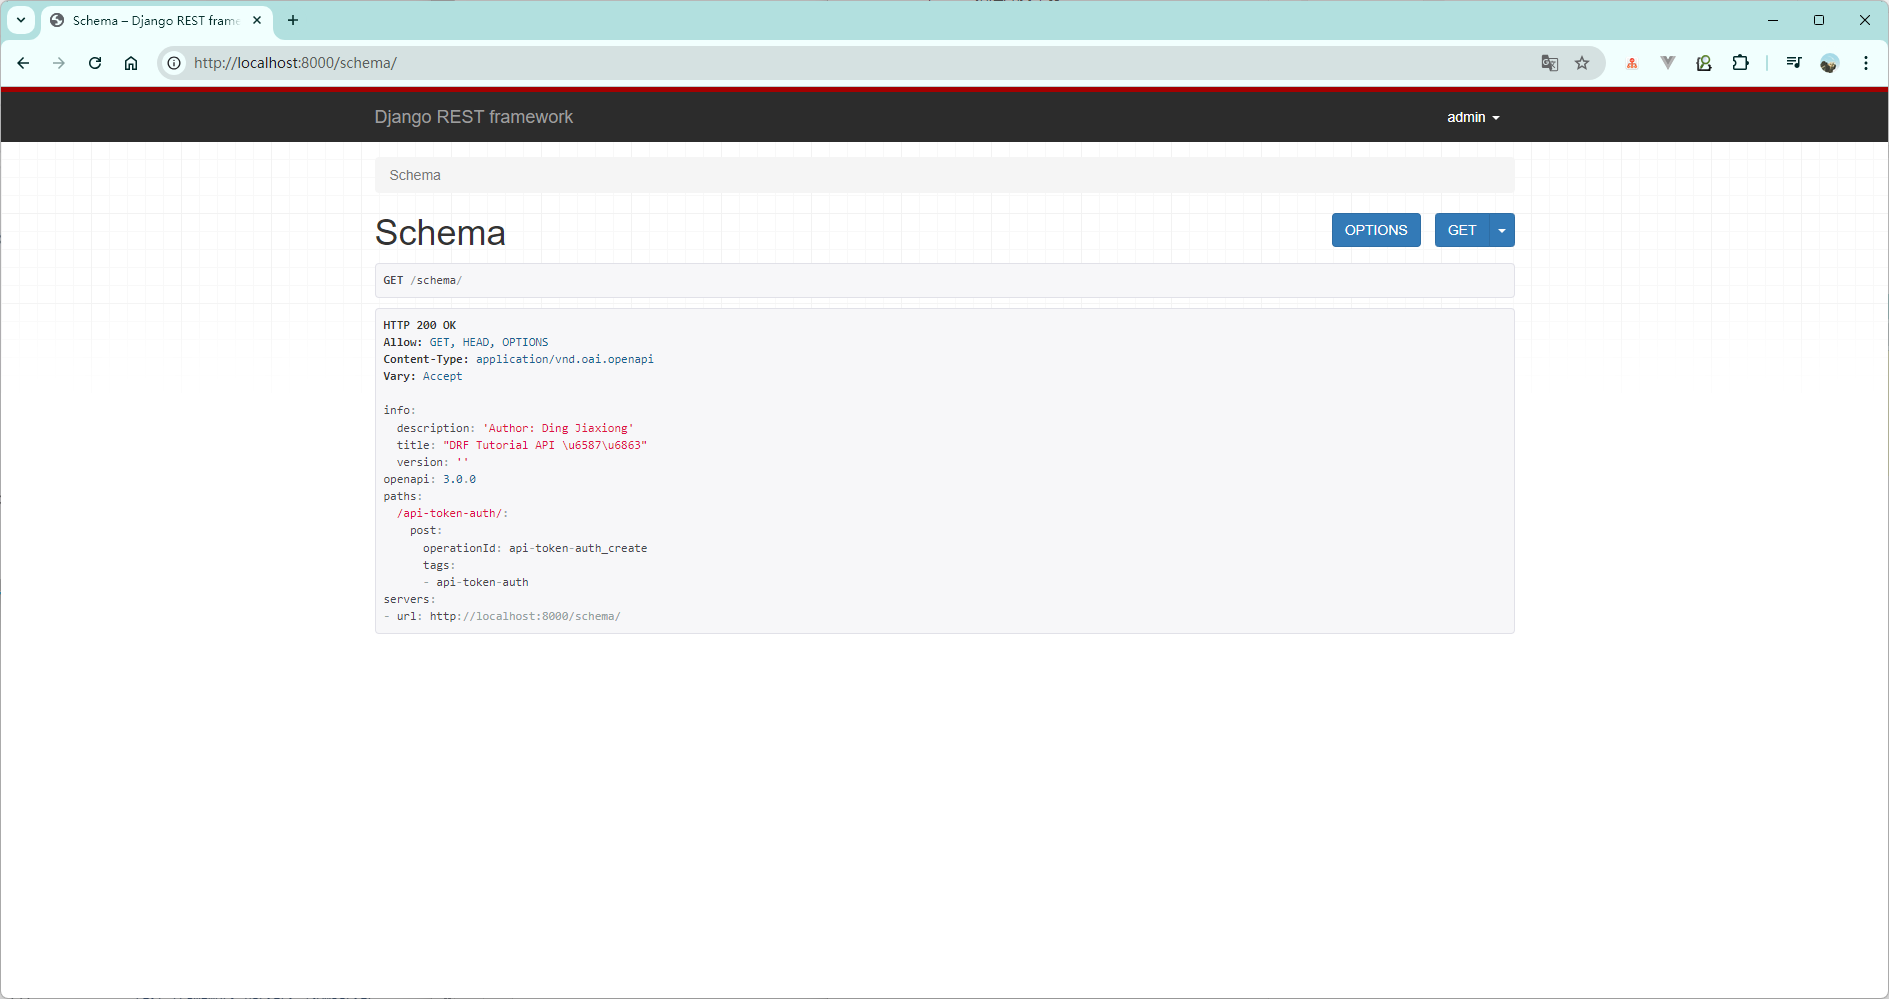 Schema – Django REST frame
http://localhost:8000/schema/
Django REST framework
admin
Schema
Schema
OPTIONS
GET
GET /schema/
HTTP 200 OK
Allow: GET, HEAD, OPTIONS
Content-Type: application/vnd.oai.openapi
Vary: Accept
info:
  description: 'Author: Ding Jiaxiong'
  title: "DRF Tutorial API \u6587\u6863"
  version: ''
openapi: 3.0.0
paths:
  /api-token-auth/:
    post:
      operationId: api-token-auth_create
      tags:
      - api-token-auth
servers:
- url: http://localhost:8000/schema/